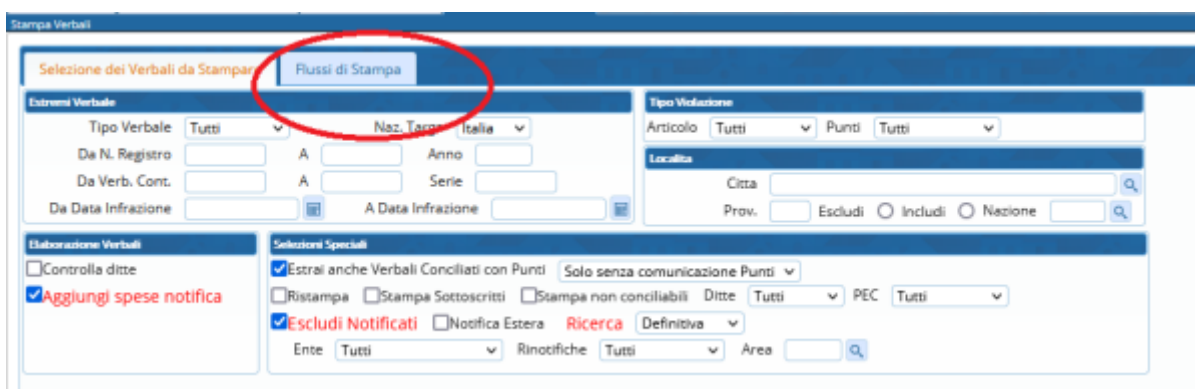 Stampa Verbali
Selezione dei Verbali da Stampare Flussi di Stampa
Estremi Verbale
Tipo Verbale Tutti Naz. Targa Italia
Da N. Registro A Anno
Da Verb. Cont. A Serie
Da Data Infrazione A Data Infrazione
Tipo Violazione
Articolo Tutti Punti Tutti
Localita
Citta
Prov. Escludi Includi Nazione
Elaborazione Verbali
Controlla ditte
Aggiungi spese notifica
Selezioni Speciali
Estrai anche Verbali Conciliati con Punti Solo senza comunicazione Punti
Ristampa Stampa Sottoscritti Stampa non conciliabili Ditte Tutti PEC Tutti
Escludi Notificati Notifica Estera Ricerca Definitiva
Ente Tutti Rinotifiche Tutti Area